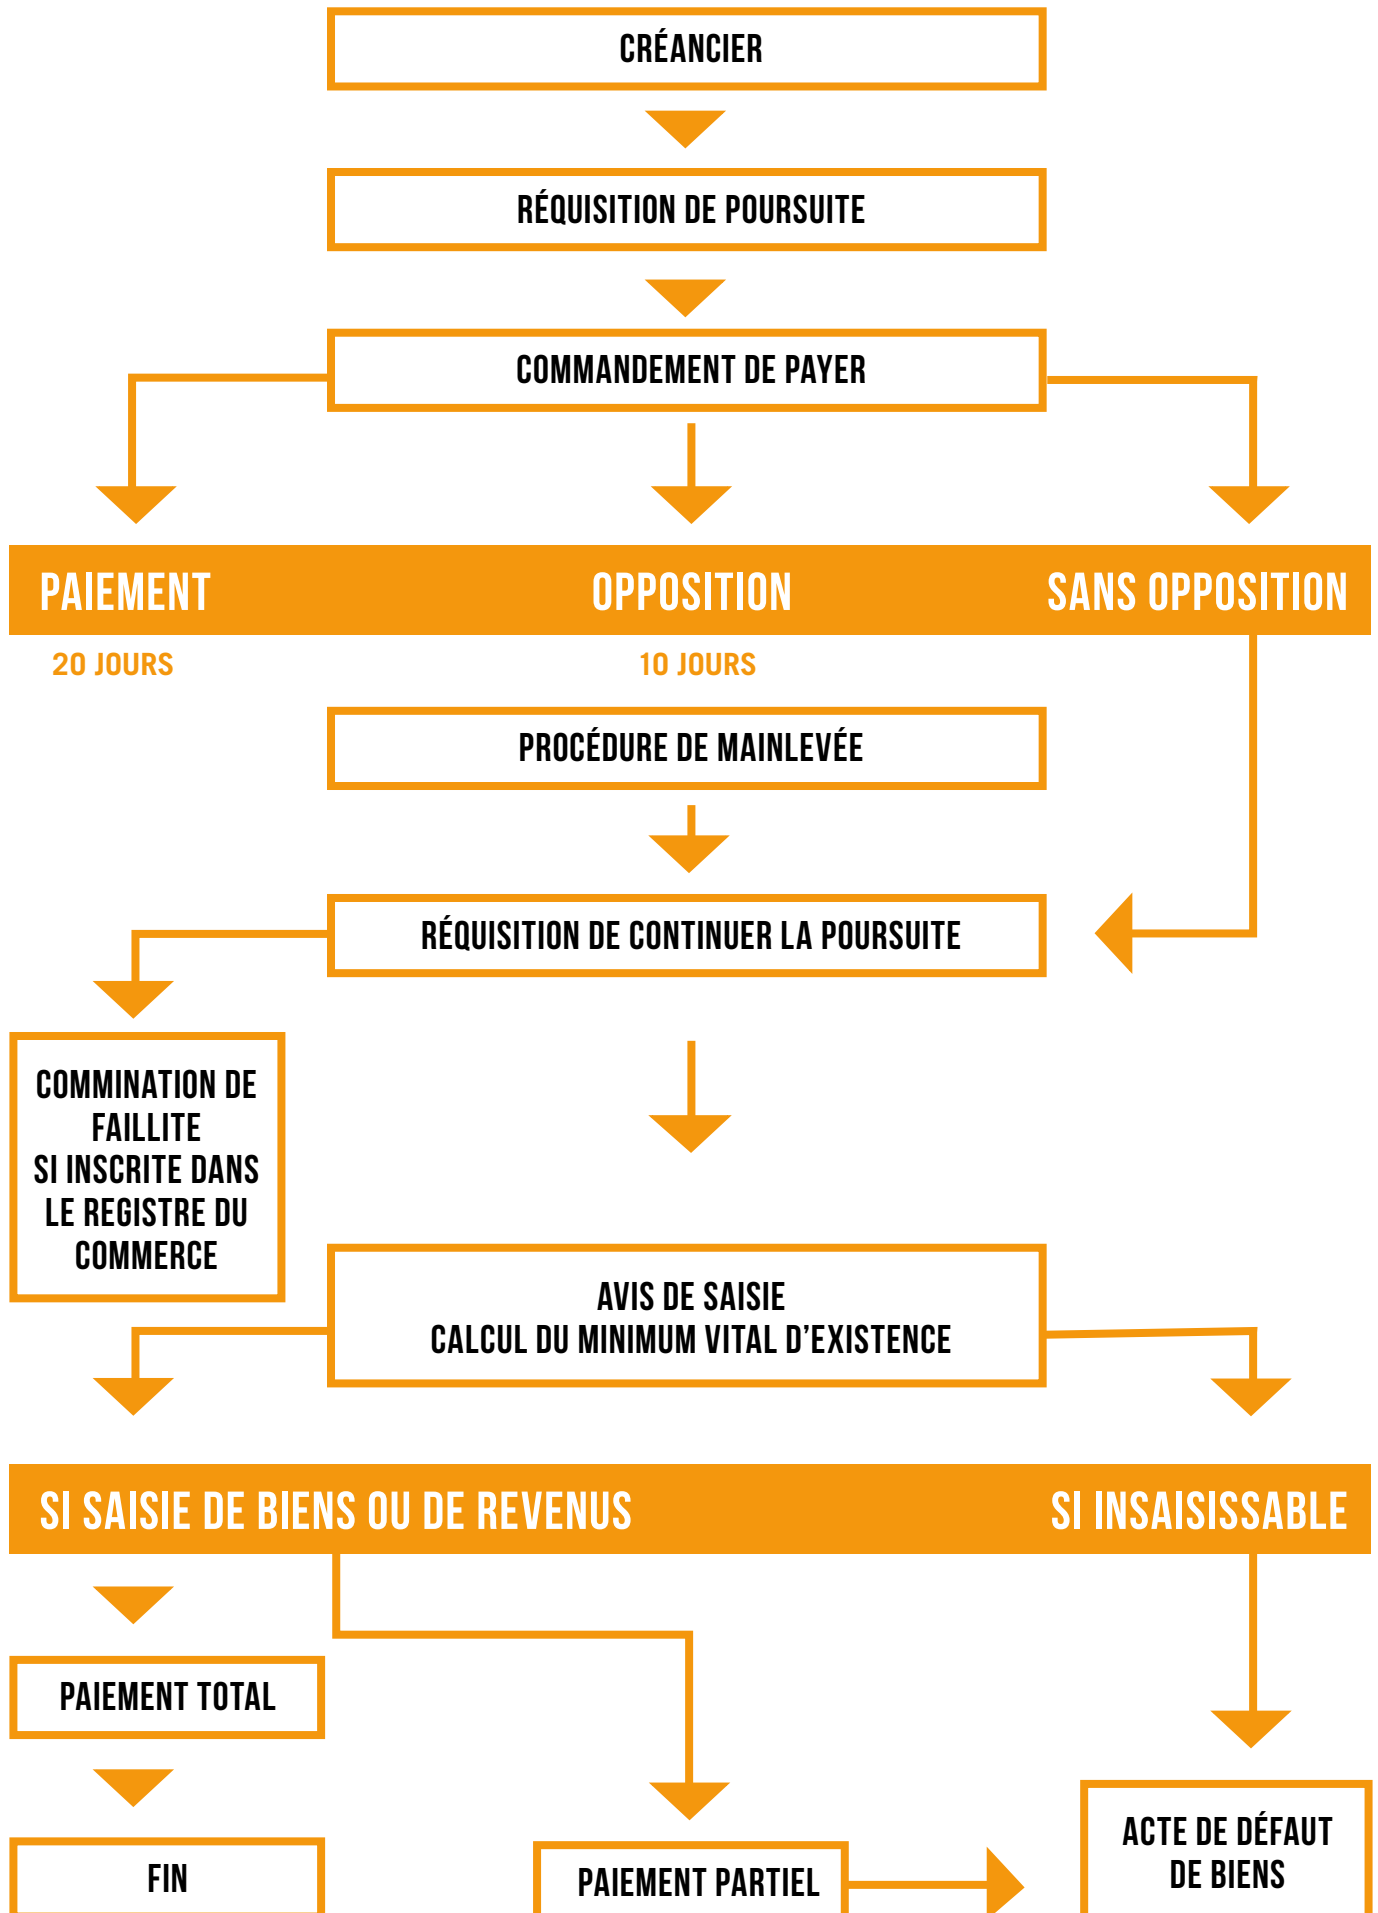 CRÉANCIER
RÉQUISITION DE POURSUITE
COMMANDEMENT DE PAYER
PAIEMENT
OPPOSITION
SANS OPPOSITION
20 JOURS
10 JOURS
PROCÉDURE DE MAINLEVÉE
RÉQUISITION DE CONTINUER LA POURSUITE
COMMINATION DE
FAILLITE
SI INSCRITE DANS
LE REGISTRE DU
COMMERCE
AVIS DE SAISIE
CALCUL DU MINIMUM VITAL D’EXISTENCE
SI SAISIE DE BIENS OU DE REVENUS
SI INSAISISSABLE
PAIEMENT TOTAL
FIN
PAIEMENT PARTIEL
ACTE DE DÉFAUT
DE BIENS